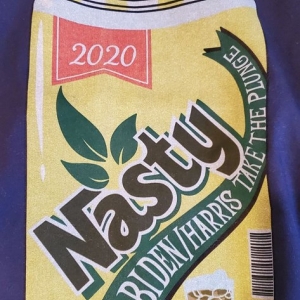 2020
Nasty
BIDEN/HARRIS TAKE THE PLUNGE